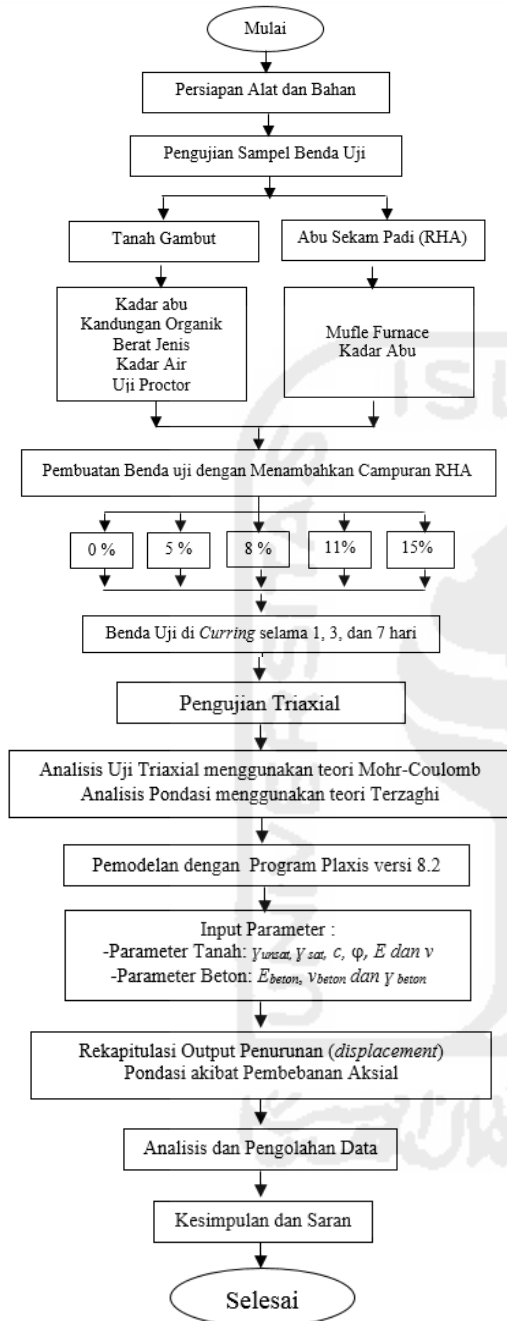 Mulai
Persiapan Alat dan Bahan
Pengujian Sampel Benda Uji
Tanah Gambut
Abu Sekam Padi (RHA)
Kadar abu
Kandungan Organik
Berat Jenis
Kadar Air
Uji Proctor
Mufle Furnace
Kadar Abu
Pembuatan Benda uji dengan Menambahkan Campuran RHA
0 %
5 %
8 %
11%
15%
Benda Uji di Curring selama 1, 3, dan 7 hari
Pengujian Triaxial
Analisis Uji Triaxial menggunakan teori Mohr-Coulomb
Analisis Pondasi menggunakan teori Terzaghi
Pemodelan dengan Program Plaxis versi 8.2
Input Parameter :
-Parameter Tanah: γunsat, γ sat, c, φ, E dan v
-Parameter Beton: Ebeton, vbeton dan γ beton
Rekapitulasi Output Penurunan (displacement)
Pondasi akibat Pembebanan Aksial
Analisis dan Pengolahan Data
Kesimpulan dan Saran
Selesai
UNIVERSITAS
ISL